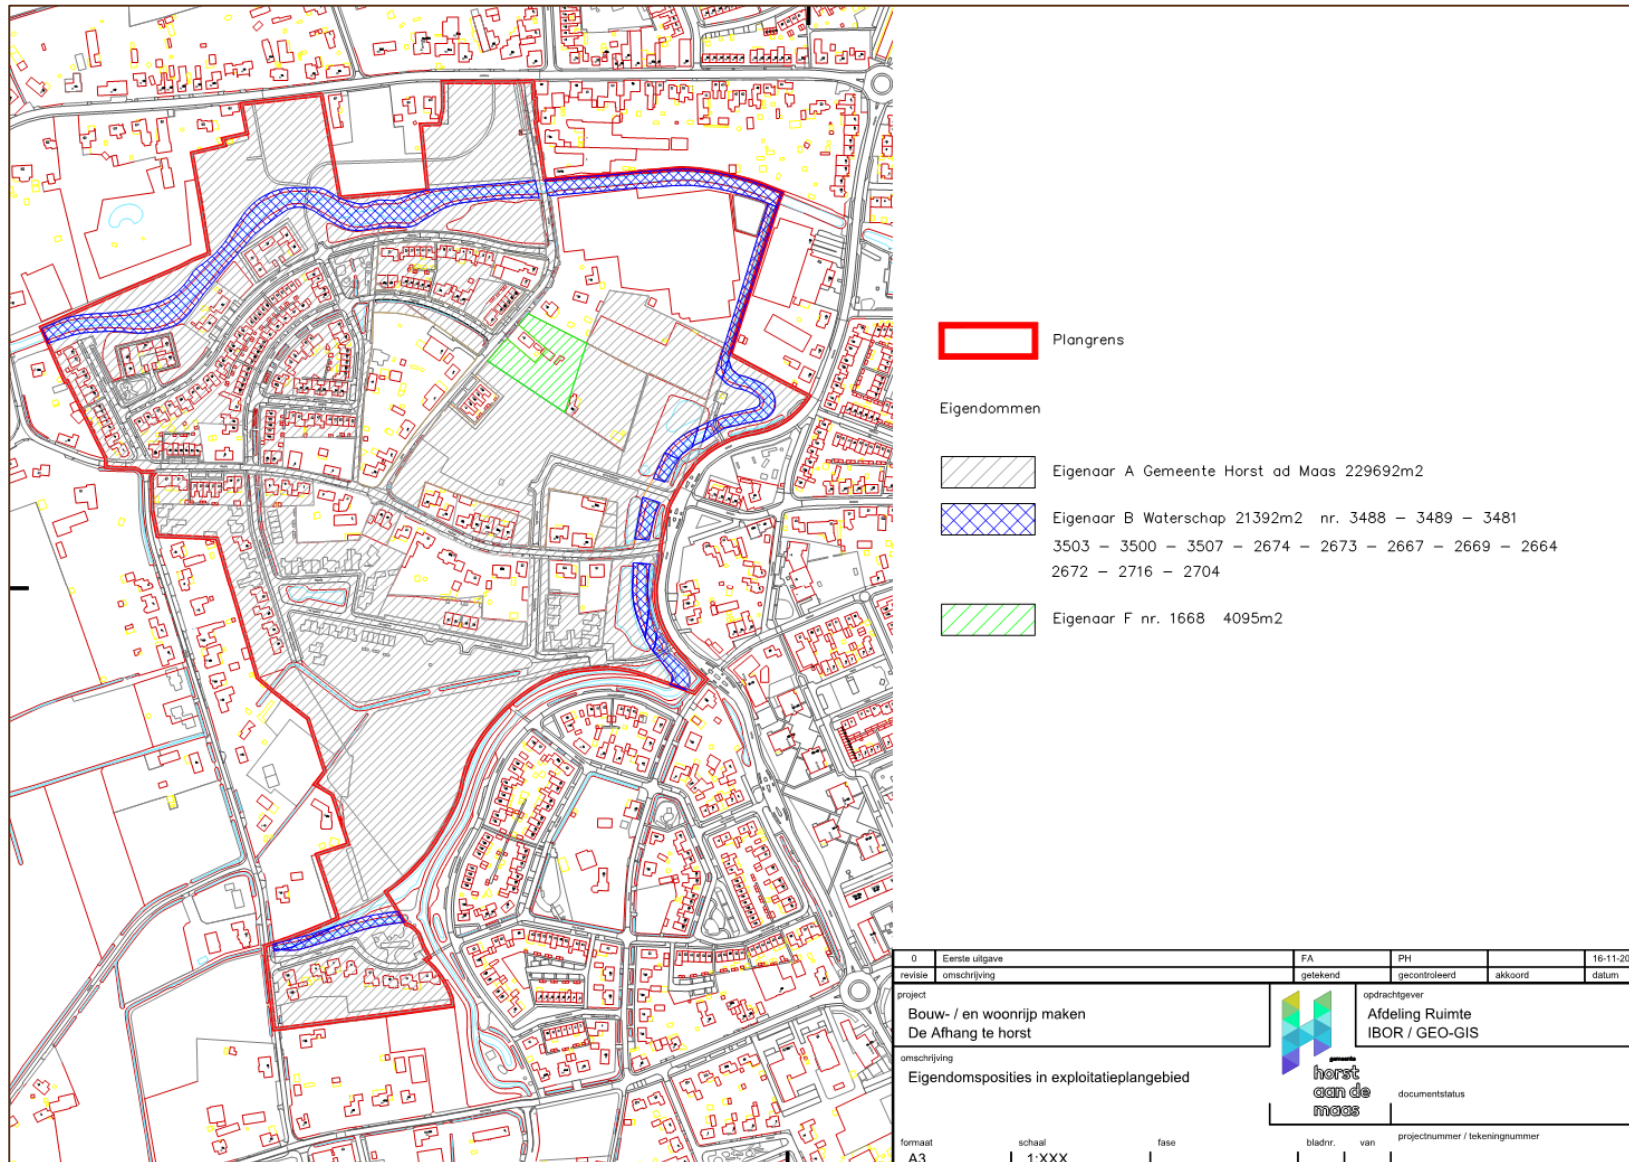 Plangrens
Eigendommen
Eigenaar A Gemeente Horst ad Maas 229692m2
Eigenaar B Waterschap 21392m2 nr. 3488 – 3489 – 3481
3503 – 3500 – 3507 – 2674 – 2673 – 2667 – 2669 – 2664
2672 – 2716 – 2704
Eigenaar F nr. 1668 4095m2
0 Eerste uitgave FA PH 16-11-20
revisie omschrijving getekend gecontroleerd akkoord datum
project
Bouw- / en woonrijp maken
De Afhang te horst
opdrachtgever
Afdeling Ruimte
IBOR / GEO-GIS
omschrijving
Eigendomsposities in exploitatieplangebied
gemeente
horst
aan de
maas
documentstatus
formaat schaal fase bladnr. van projectnummer / tekeningnummer
A3 1:XXX